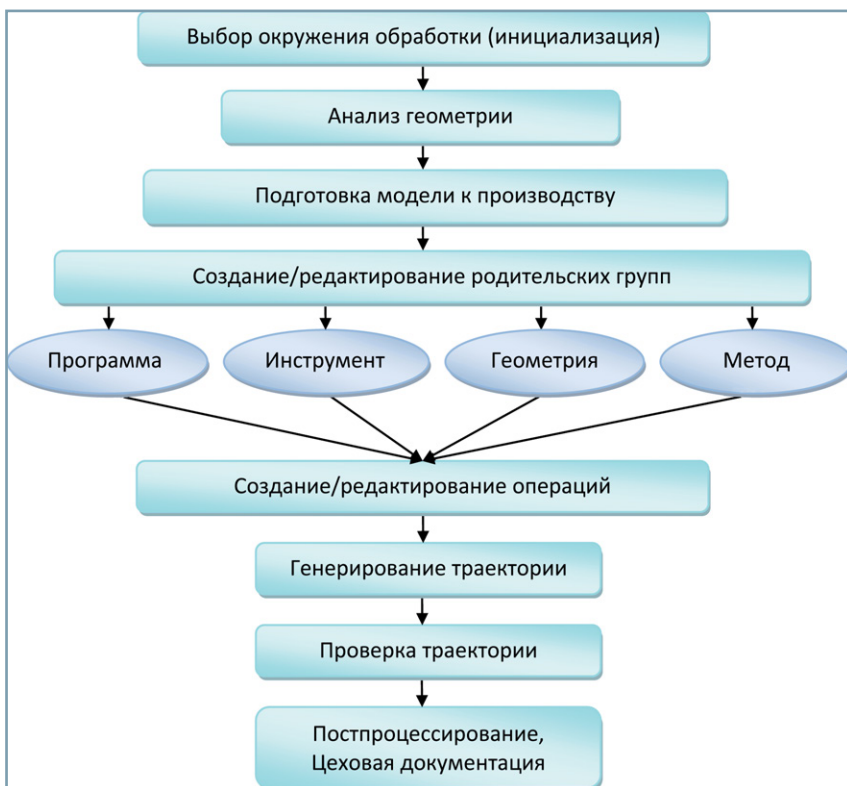 Выбор окружения обработки (инициализация)
Анализ геометрии
Подготовка модели к производству
Создание/редактирование родительских групп
Программа
Инструмент
Геометрия
Метод
Создание/редактирование операций
Генерирование траектории
Проверка траектории
Постпроцессирование,
Цеховая документация